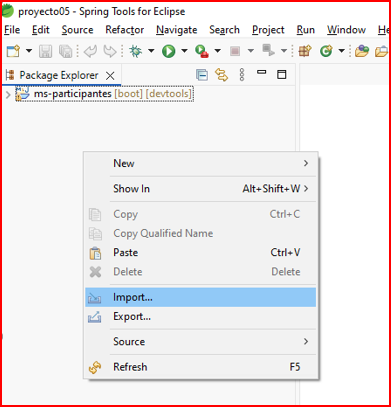 proyecto05 - Spring Tools for Eclipse
File Edit Source Refactor Navigate Search Project Run Window
Package Explorer
ms-participantes [boot] [devtools]
New
Show In Alt+Shift+W
Copy Ctrl+C
Copy Qualified Name
Paste Ctrl+V
Delete Delete
Import...
Export...
Source
Refresh F5